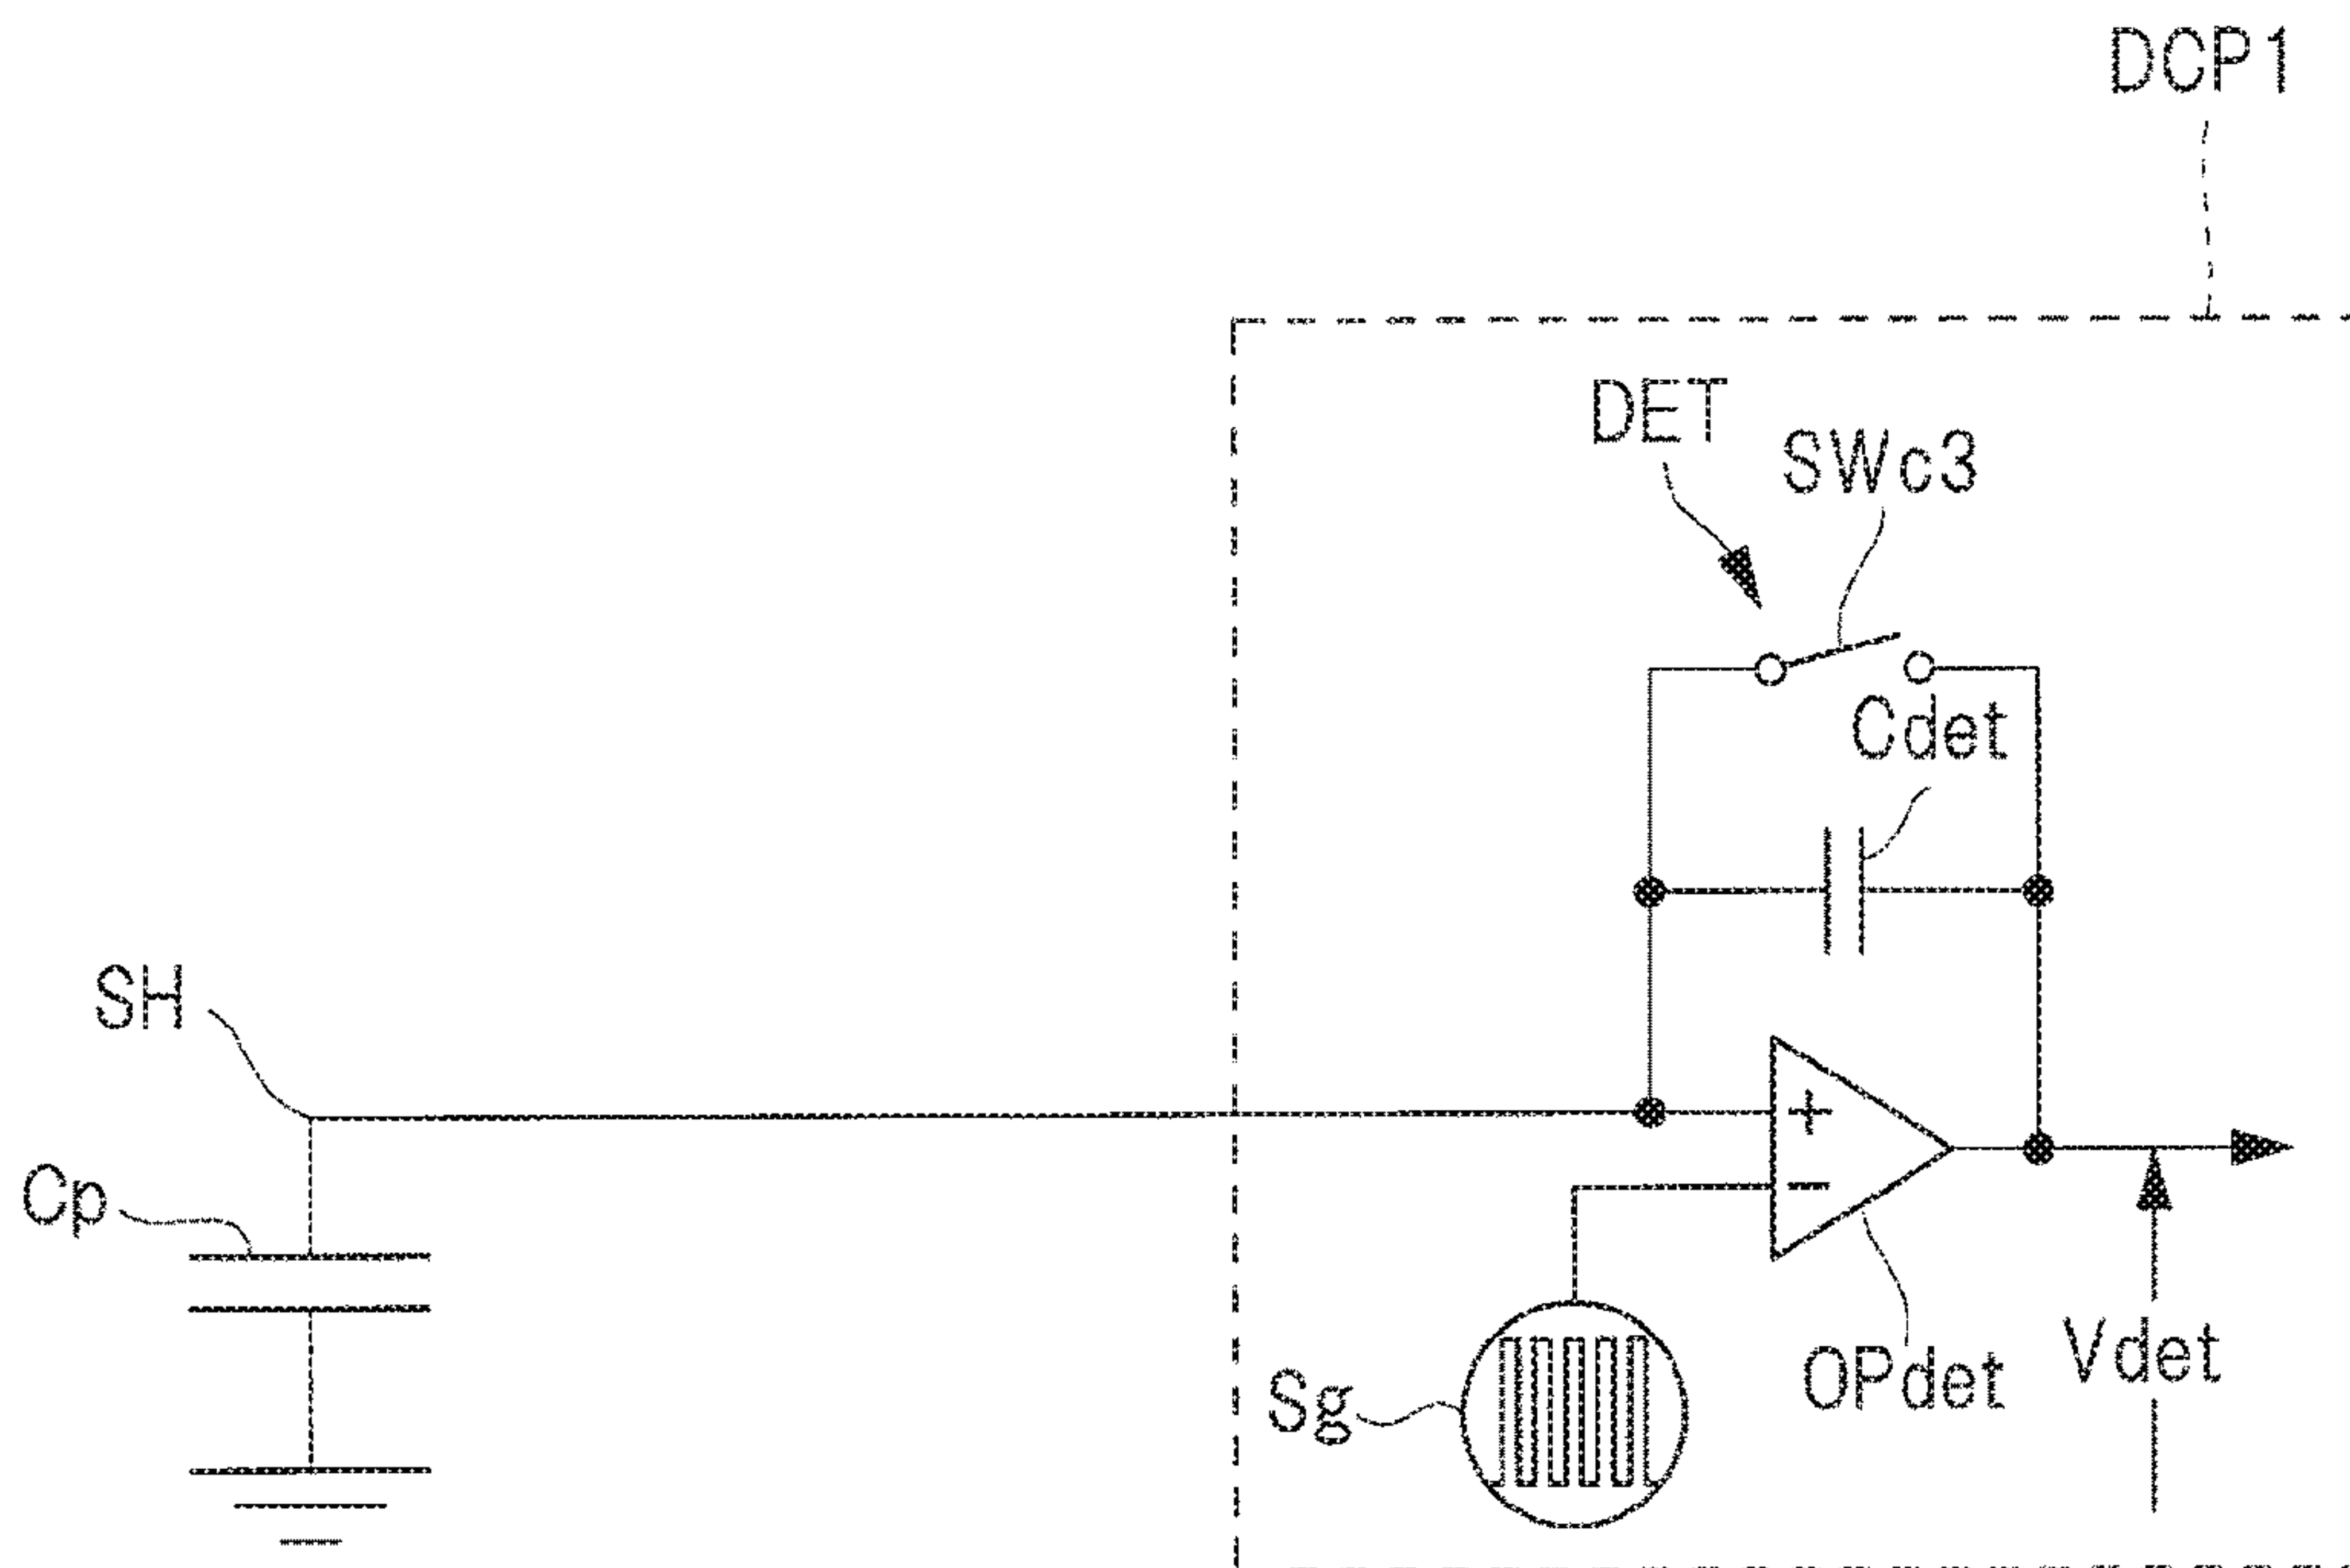 DCP1
DET
SWc3
Cdet
SH
Cp
+
−
Sg
OPdet
Vdet